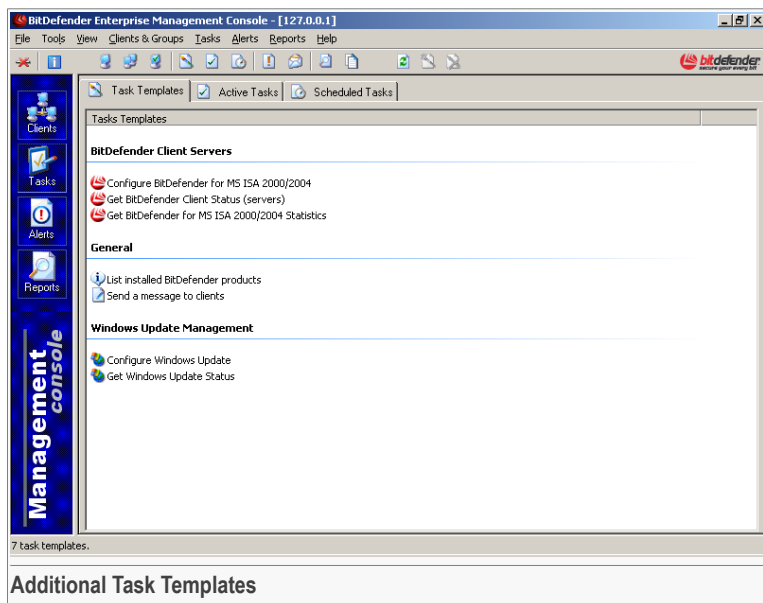 BitDefender Enterprise Management Console - [127.0.0.1]
File Tools View Clients & Groups Tasks Alerts Reports Help
bitdefender
secure your every bit
Task Templates Active Tasks Scheduled Tasks
Clients
Tasks
Alerts
Reports
Management
console
Tasks Templates
BitDefender Client Servers
Configure BitDefender for MS ISA 2000/2004
Get BitDefender Client Status (servers)
Get BitDefender for MS ISA 2000/2004 Statistics
General
List installed BitDefender products
Send a message to clients
Windows Update Management
Configure Windows Update
Get Windows Update Status
7 task templates.
Additional Task Templates